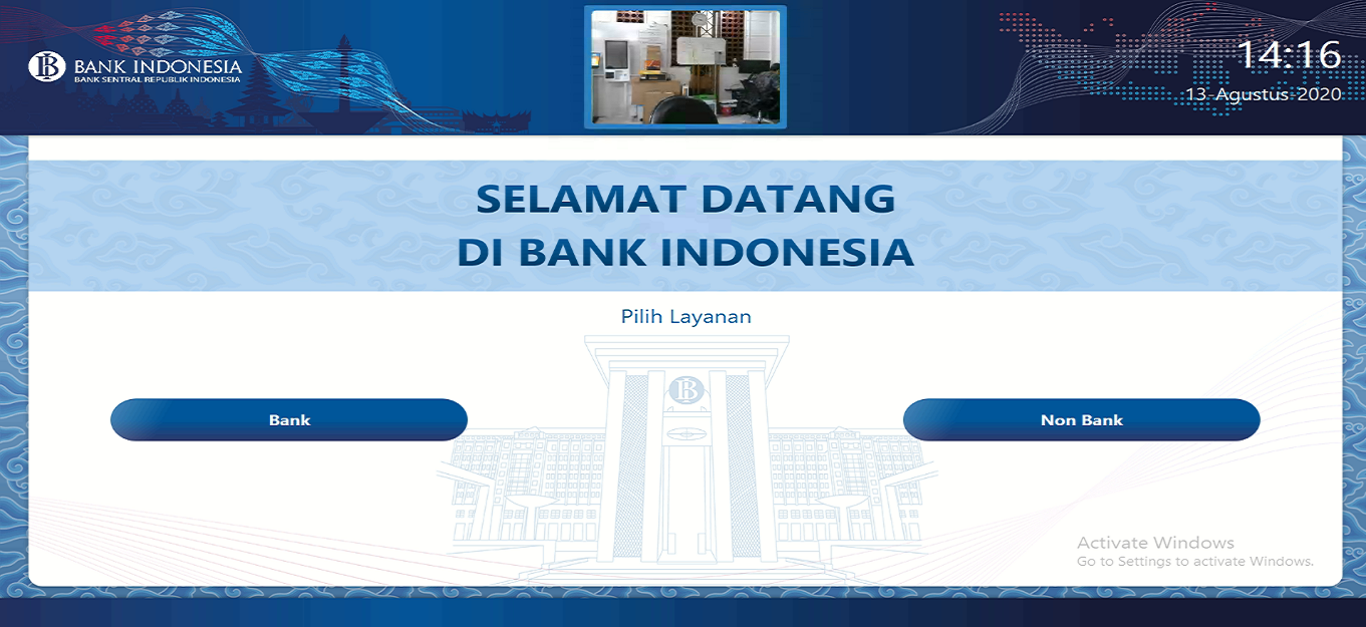 BANK INDONESIA
BANK SENTRAL REPUBLIK INDONESIA
14:16
13-Agustus-2020
SELAMAT DATANG
DI BANK INDONESIA
Pilih Layanan
Bank
Non Bank
Activate Windows
Go to Settings to activate Windows.